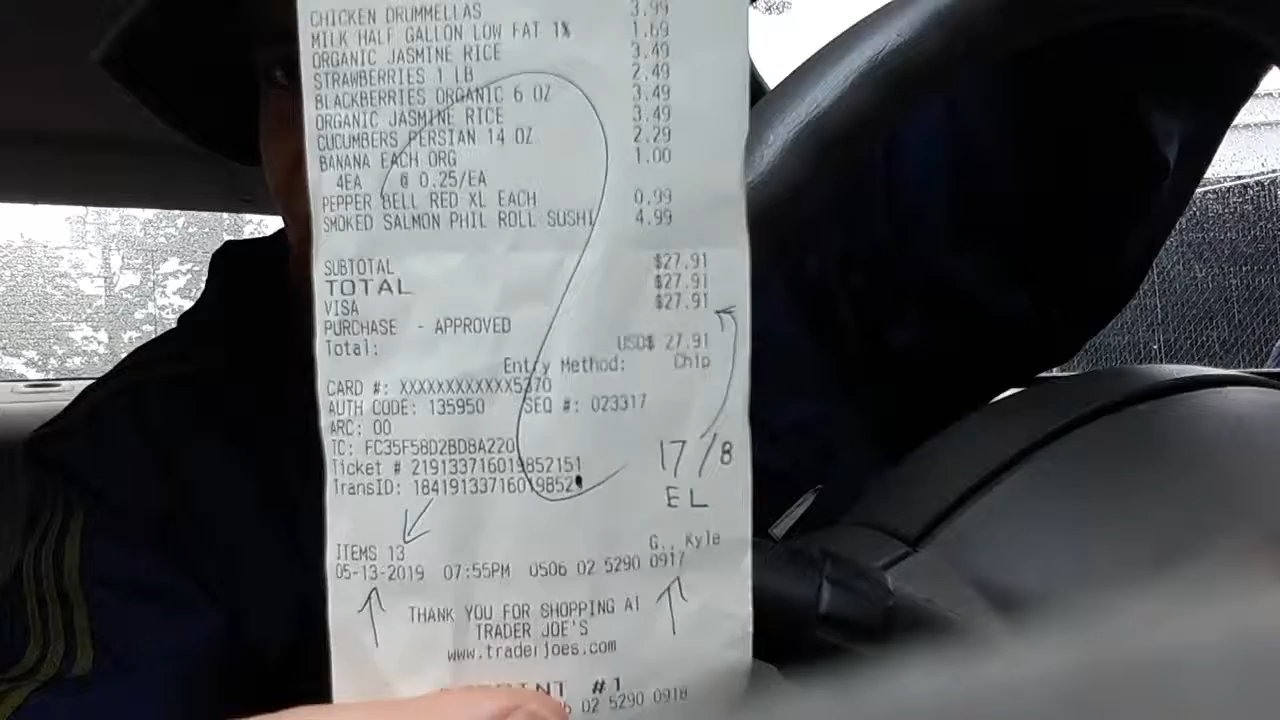 CHICKEN DRUMMELLAS 3.99
MILK HALF GALLON LOW FAT 1% 1.69
ORGANIC JASMINE RICE 3.49
STRAWBERRIES 1 LB 2.49
BLACKBERRIES ORGANIC 6 OZ 3.49
ORGANIC JASMINE RICE 3.49
CUCUMBERS PERSIAN 14 OZ 2.29
BANANA EACH ORG 1.00
4EA @ 0.25/EA
PEPPER BELL RED XL EACH 0.99
SMOKED SALMON PHIL ROLL SUSHI 4.99
SUBTOTAL $27.91
TOTAL $27.91
VISA $27.91
PURCHASE - APPROVED
Total: USD$ 27.91
Entry Method: Chip
CARD #: XXXXXXXXXXXX5370
AUTH CODE: 135950 SEQ #: 023317
ARC: 00
TC: FC35F58D2BD8A220
Ticket # 219133716019852151
TransID: 18419133716019852
17/8
EL
ITEMS 13 G., Kyle
05-13-2019 07:55PM 0506 02 5290 0917
THANK YOU FOR SHOPPING AT
TRADER JOE'S
www.traderjoes.com
#1
02 5290 0918